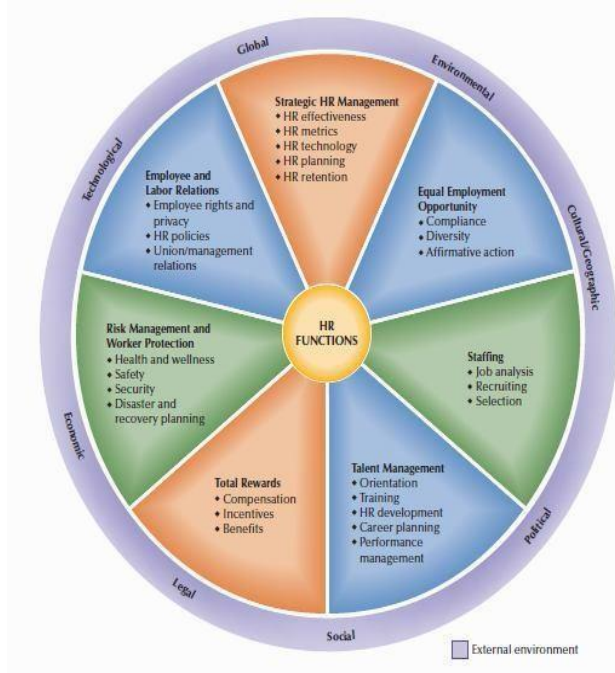 Global
Environmental
Cultural/Geographic
Political
Social
Legal
Economic
Technological
Strategic HR Management
◆ HR effectiveness
◆ HR metrics
◆ HR technology
◆ HR planning
◆ HR retention
Equal Employment
Opportunity
◆ Compliance
◆ Diversity
◆ Affirmative action
Staffing
◆ Job analysis
◆ Recruiting
◆ Selection
Talent Management
◆ Orientation
◆ Training
◆ HR development
◆ Career planning
◆ Performance
management
Total Rewards
◆ Compensation
◆ Incentives
◆ Benefits
Risk Management and
Worker Protection
◆ Health and wellness
◆ Safety
◆ Security
◆ Disaster and
recovery planning
Employee and
Labor Relations
◆ Employee rights and
privacy
◆ HR policies
◆ Union/management
relations
HR
FUNCTIONS
External environment